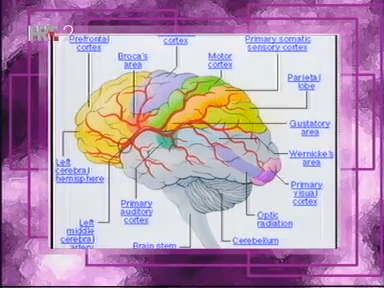 HRT 2
Prefrontal
cortex
Broca's
area
cortex
Motor
cortex
Primary somatic
sensory cortex
Parietal
lobe
Gustatory
area
Wernicke's
area
Primary
visual
cortex
Optic
radiation
Cerebellum
Brain stem
Primary
auditory
cortex
Left
middle
cerebral
artery
Left
cerebral
hemisphere